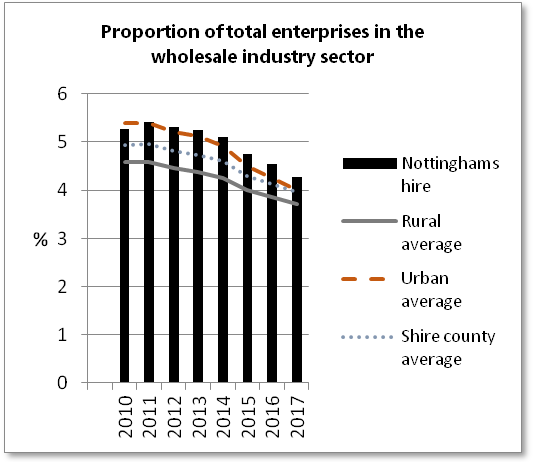 Proportion of total enterprises in the
wholesale industry sector
6
5
4
3
2
1
0
%
2010
2011
2012
2013
2014
2015
2016
2017
Nottinghams
hire
Rural
average
Urban
average
Shire county
average